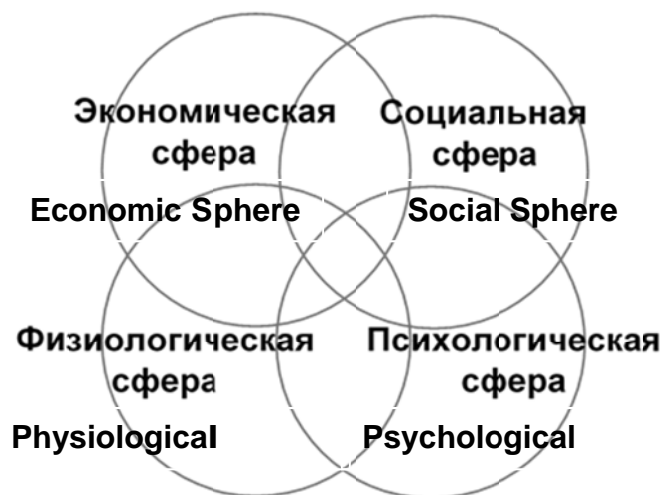 Экономическая
сфера
Economic Sphere
Социальная
сфера
Social Sphere
Физиологическая
сфера
Physiological
Психологическая
сфера
Psychological